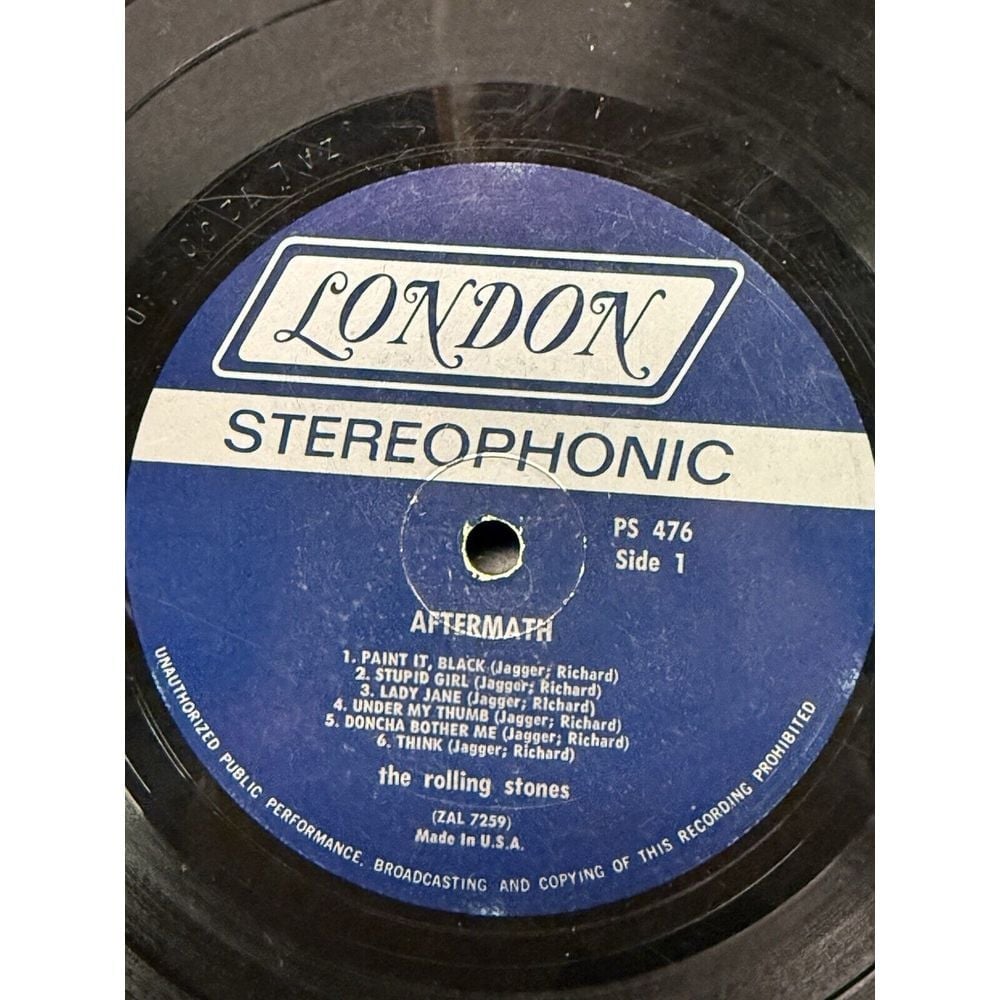 LONDON
STEREOPHONIC
PS 476
Side 1
AFTERMATH
1. PAINT IT, BLACK (Jagger; Richard)
2. STUPID GIRL (Jagger; Richard)
3. LADY JANE (Jagger; Richard)
4. UNDER MY THUMB (Jagger; Richard)
5. DONCHA BOTHER ME (Jagger; Richard)
6. THINK (Jagger; Richard)
the rolling stones
(ZAL 7259)
Made In U.S.A.
UNAUTHORIZED PUBLIC PERFORMANCE, BROADCASTING AND COPYING OF THIS RECORDING PROHIBITED